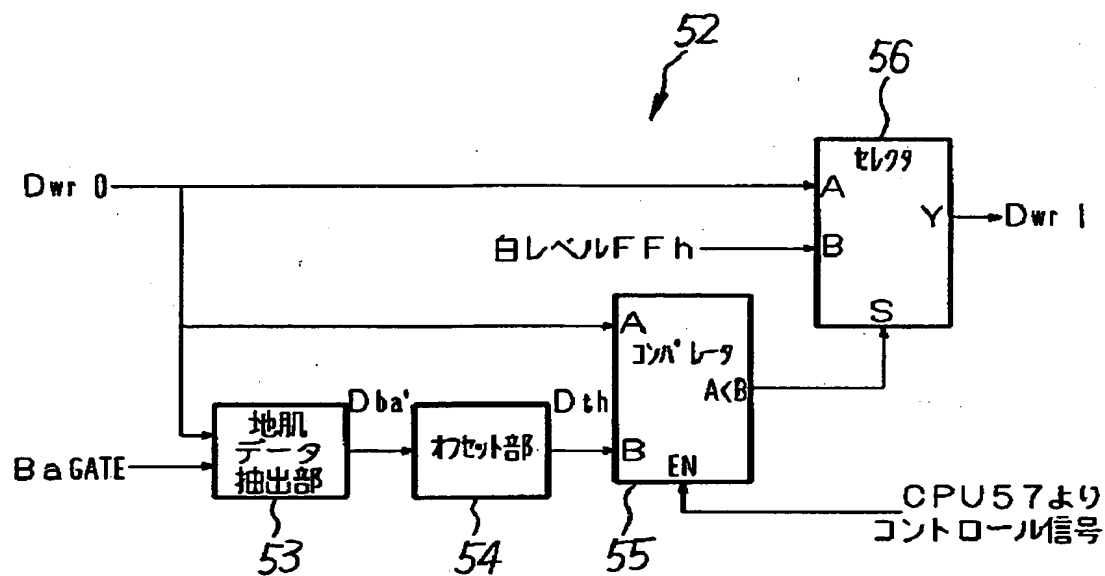 52
56
セレクタ
Dwr 0
A
Y
Dwr 1
白レベルFFh
B
S
A
コンパレータ
A<B
Dba'
Dth
地肌
データ
抽出部
オフセット部
B
EN
BaGATE
CPU57より
コントロール信号
53
54
55